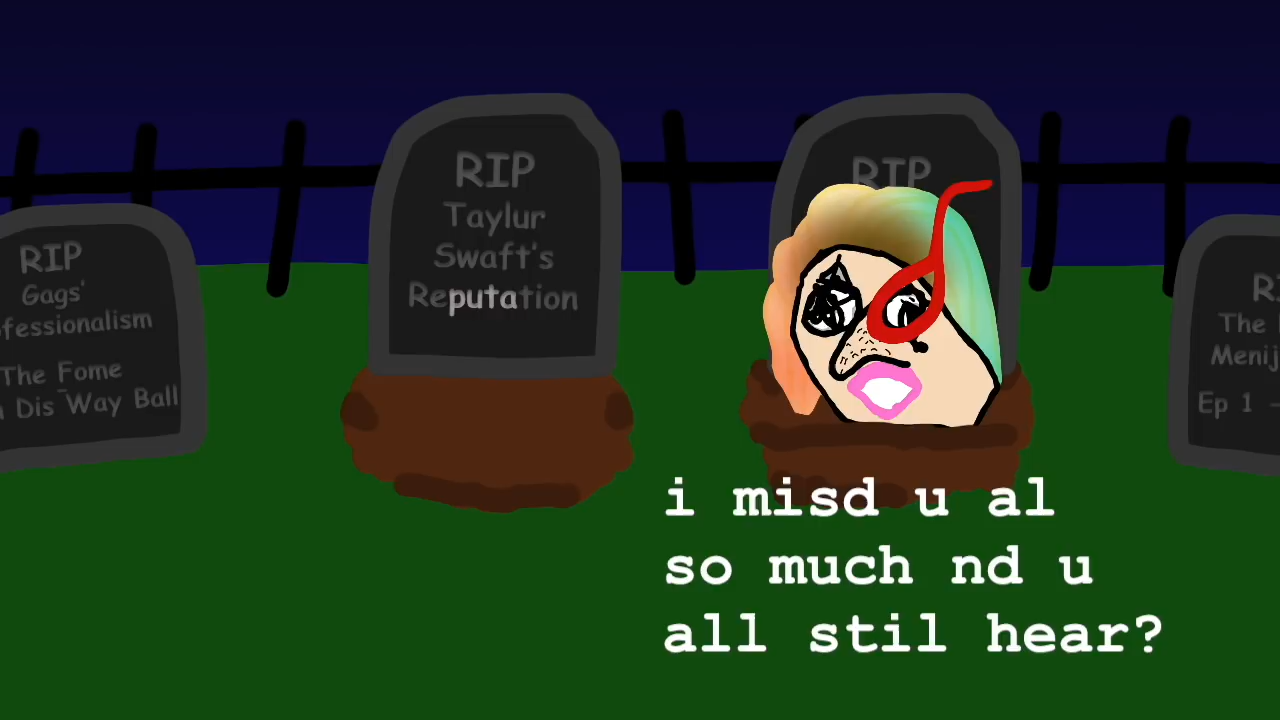 RIP
Gags'
ofessionalism
The Fome
Dis Way Ball
RIP
Taylur
Swaft's
Reputation
RIP
The
Menij
Ep 1 -
i misd u al
so much nd u
all stil hear?